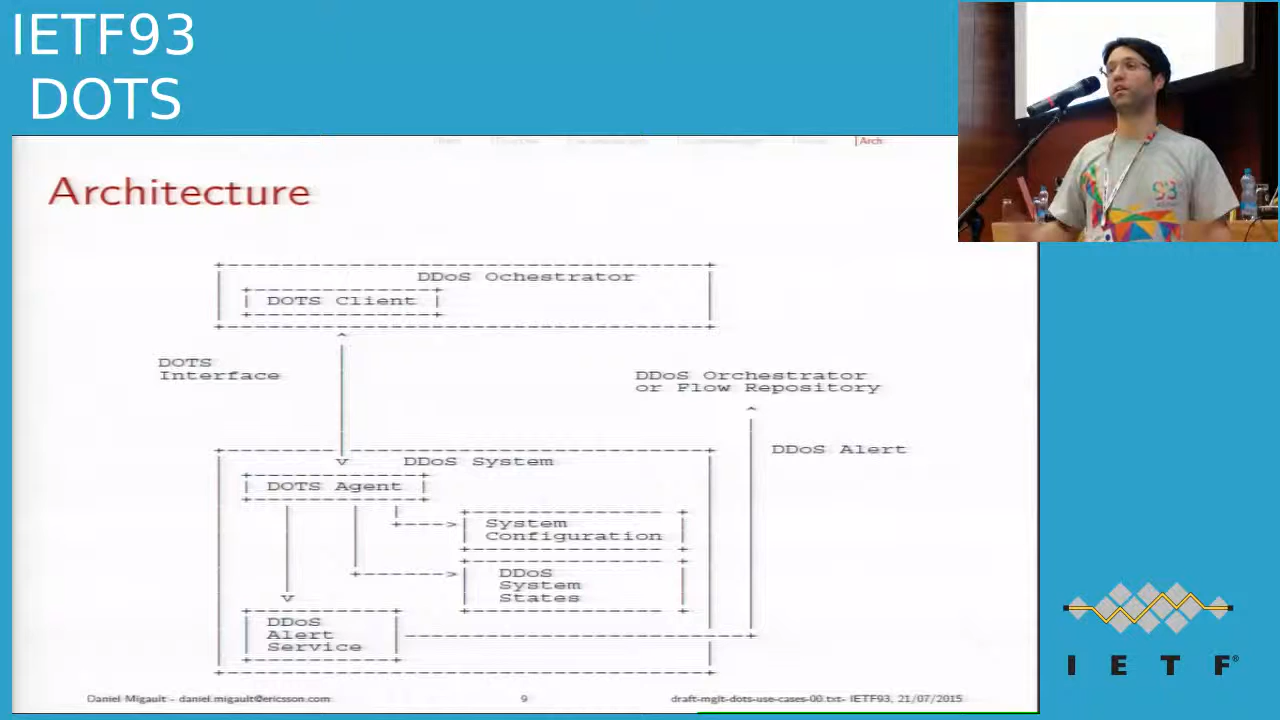 IETF93
DOTS
Arch
Architecture
DDoS Ochestrator
DOTS Client
DOTS
Interface
DDoS Orchestrator
or Flow Repository
DDoS Alert
DDoS System
DOTS Agent
System
Configuration
DDoS
System
States
DDoS
Alert
Service
Daniel Migault - daniel.migault@ericsson.com
9
draft-mglt-dots-use-cases-00.txt- IETF93, 21/07/2015
93
I E T F®